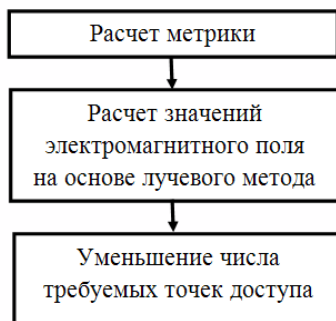 Расчет метрики
Расчет значений
электромагнитного поля
на основе лучевого метода
Уменьшение числа
требуемых точек доступа